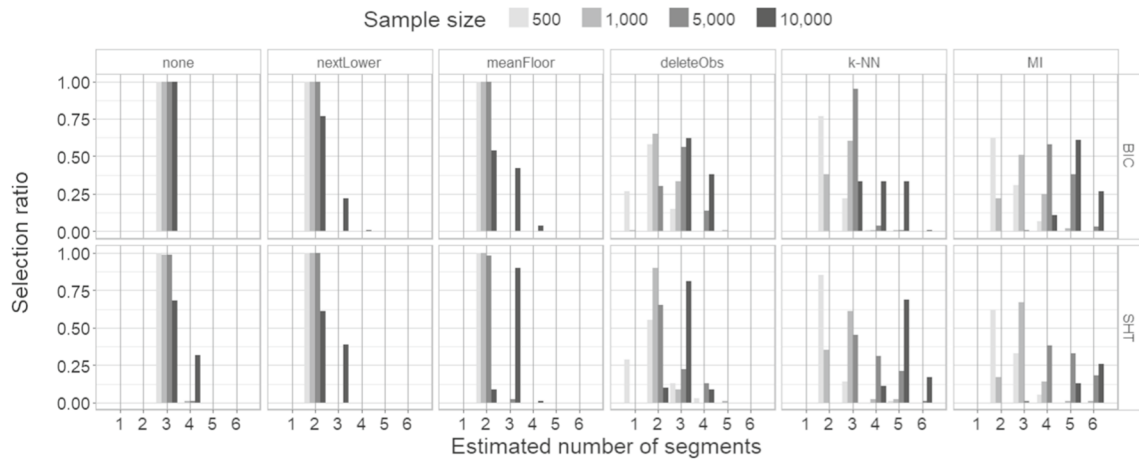 Sample size 500 1,000 5,000 10,000
none nextLower meanFloor deleteObs k-NN MI
1.00
0.75
0.50
0.25
0.00
BIC
Selection ratio
1.00
0.75
0.50
0.25
0.00
SHT
1 2 3 4 5 6 1 2 3 4 5 6 1 2 3 4 5 6 1 2 3 4 5 6 1 2 3 4 5 6 1 2 3 4 5 6
Estimated number of segments